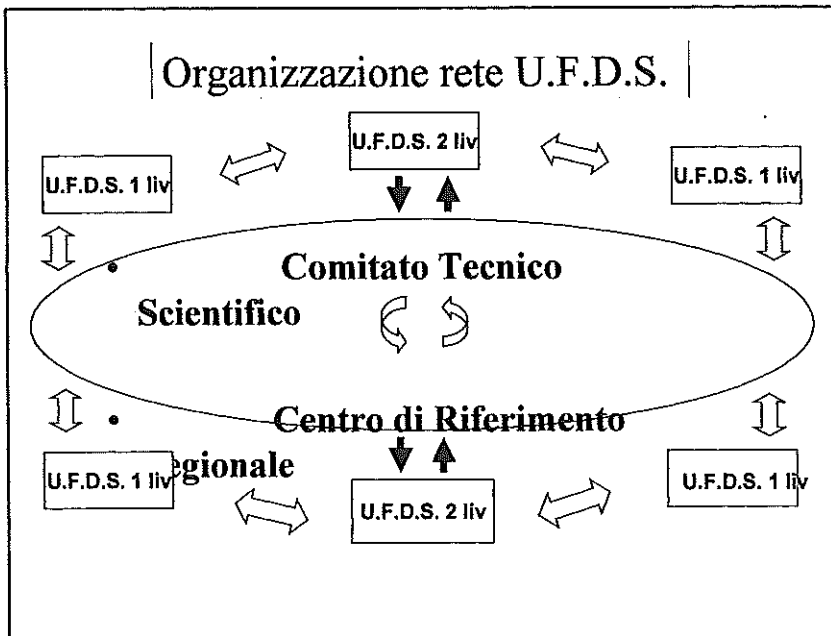 Organizzazione rete U.F.D.S.
U.F.D.S. 2 liv
U.F.D.S. 1 liv
U.F.D.S. 1 liv
• Comitato Tecnico
Scientifico
• Centro di Riferimento
egionale
U.F.D.S. 1 liv
U.F.D.S. 1 liv
U.F.D.S. 2 liv